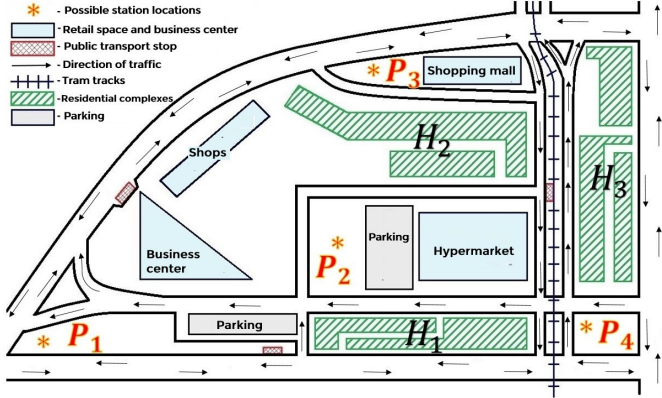 * - Possible station locations
- Retail space and business center
- Public transport stop
- Direction of traffic
- Tram tracks
- Residential complexes
- Parking
* P3
Shopping mall
Shops
H2
H3
Business
center
* P2
Parking
Hypermarket
* P1
Parking
H1
* P4